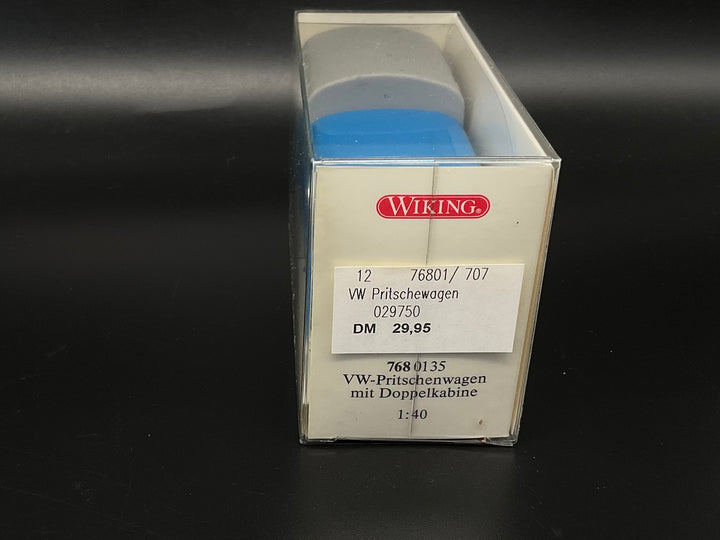 WIKING®
12 76801/ 707
VW Pritschewagen
029750
DM 29,95
768 0135
VW-Pritschenwagen
mit Doppelkabine
1:40